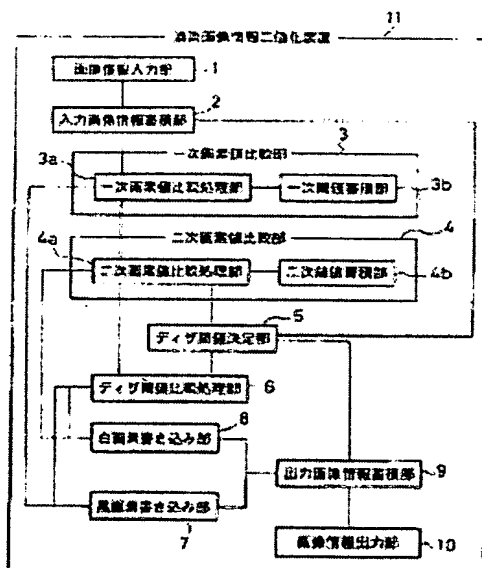 濃淡画像情報二値化装置
11
画像情報入力部
1
2
入力画像情報蓄積部
3
一次画素値比較部
3a
一次画素値比較処理部
一次閾値蓄積部
3b
4
二次画素値比較部
4a
二次画素値比較処理部
二次閾値蓄積部
4b
5
ディザ閾値決定部
ディザ閾値比較処理部
6
8
白画素書き込み部
出力画像情報蓄積部
9
黒画素書き込み部
7
画像情報出力部
10